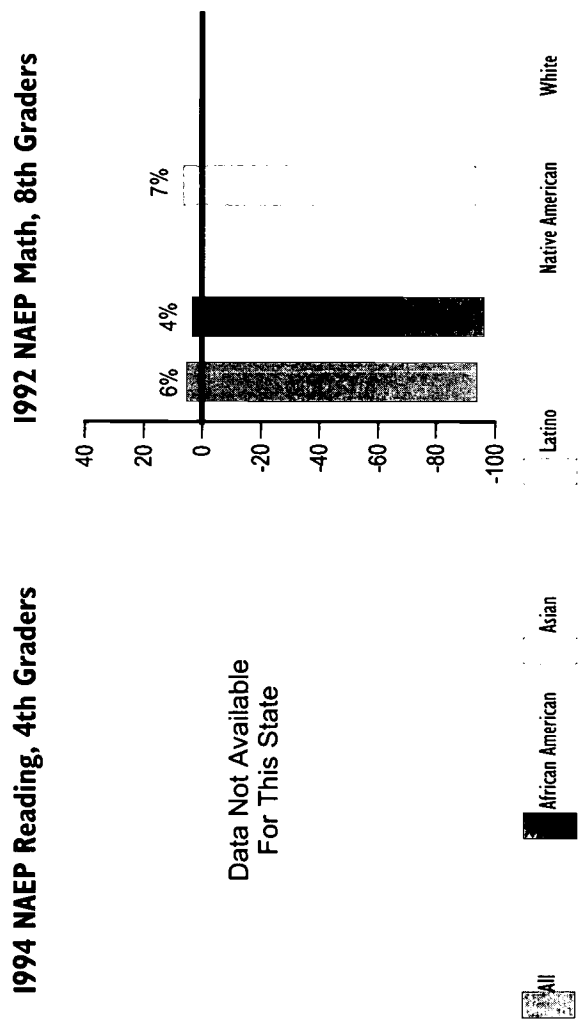 1994 NAEP Reading, 4th Graders
Data Not Available
For This State
1992 NAEP Math, 8th Graders
40
20
0
-20
-40
-60
-80
-100
6%
4%
7%
All
African American
Asian
Latino
Native American
White